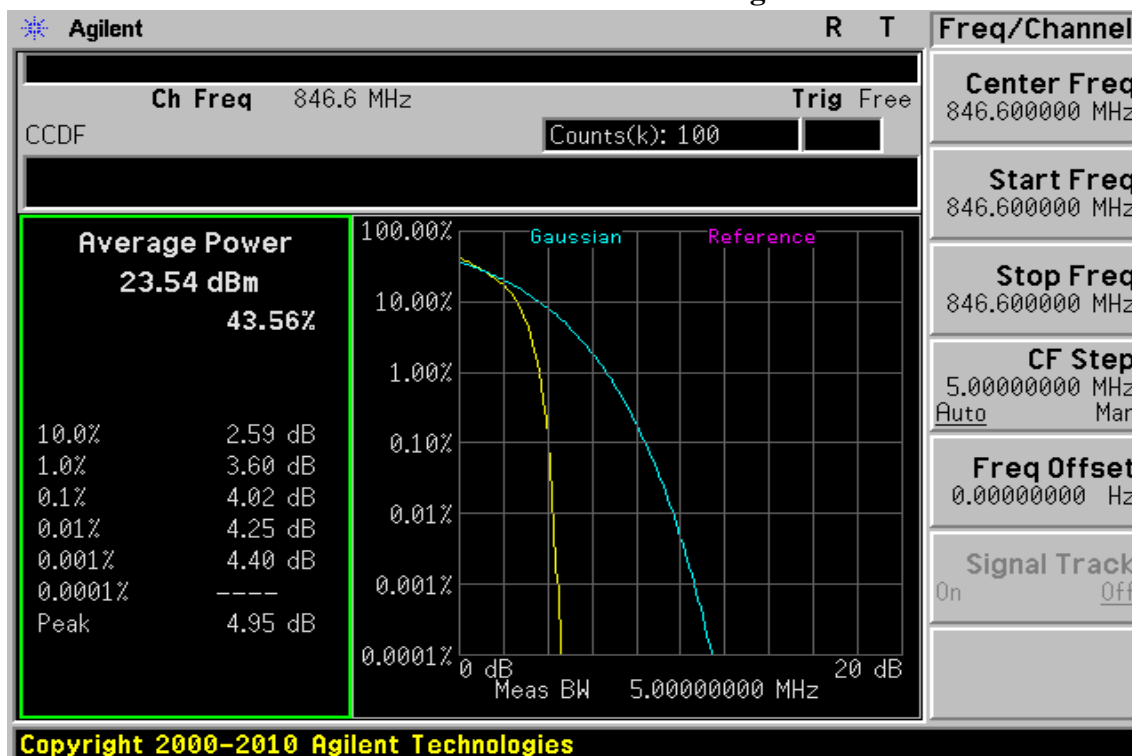 Agilent R T
Ch Freq 846.6 MHz Trig Free
CCDF Counts(k): 100
Average Power
23.54 dBm
43.56%
10.0% 2.59 dB
1.0% 3.60 dB
0.1% 4.02 dB
0.01% 4.25 dB
0.001% 4.40 dB
0.0001% ----
Peak 4.95 dB
Gaussian Reference
100.00%
10.00%
1.00%
0.10%
0.01%
0.001%
0.0001%
0 dB 20 dB
Meas BW 5.00000000 MHz
Freq/Channel
Center Freq
846.600000 MHz
Start Freq
846.600000 MHz
Stop Freq
846.600000 MHz
CF Step
5.00000000 MHz
Auto Man
Freq Offset
0.00000000 Hz
Signal Track
On Off
Copyright 2000-2010 Agilent Technologies